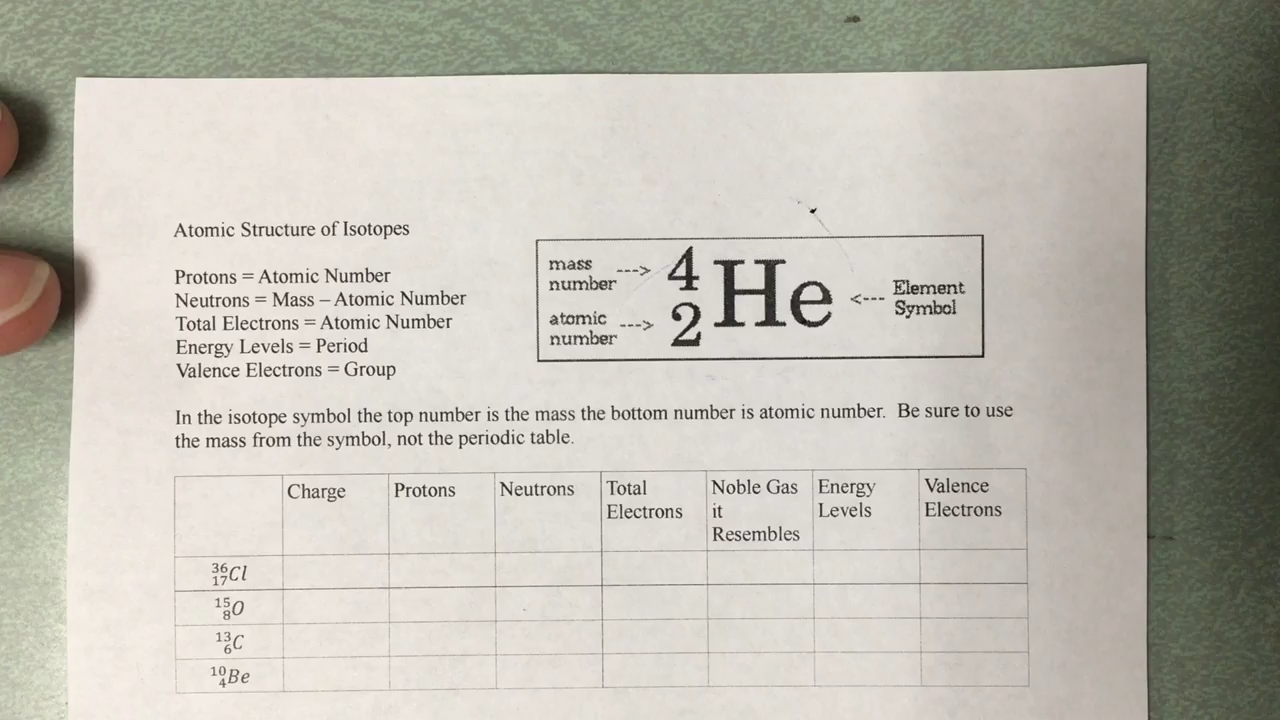 Atomic Structure of Isotopes
Protons = Atomic Number
Neutrons = Mass – Atomic Number
Total Electrons = Atomic Number
Energy Levels = Period
Valence Electrons = Group
mass number ---> 4
atomic number ---> 2
He
<--- Element Symbol
In the isotope symbol the top number is the mass the bottom number is atomic number. Be sure to use
the mass from the symbol, not the periodic table.
Charge Protons Neutrons Total Electrons Noble Gas it Resembles Energy Levels Valence Electrons
36 17 Cl
15 8 O
13 6 C
10 4 Be